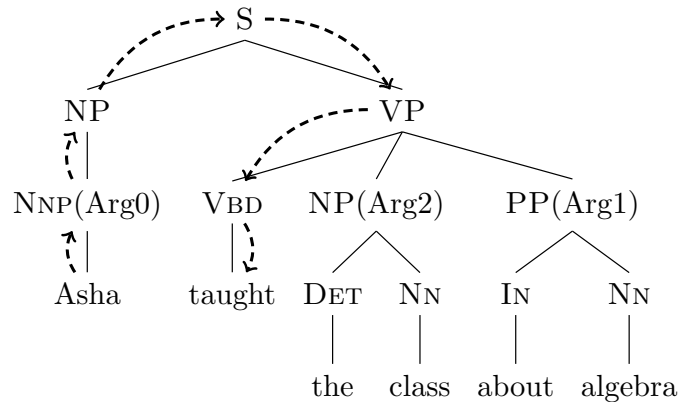 S
NP VP
NNP(Arg0) VBD NP(Arg2) PP(Arg1)
Asha taught DET NN IN NN
the class about algebra